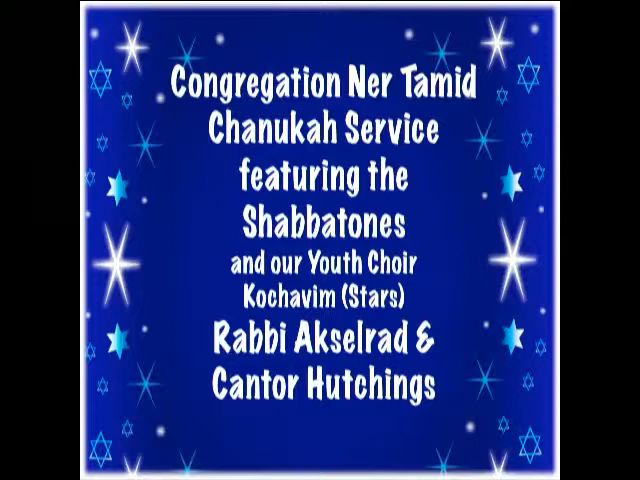 Congregation Ner Tamid
Chanukah Service
featuring the
Shabbatones
and our Youth Choir
Kochavim (Stars)
Rabbi Akselrad &
Cantor Hutchings